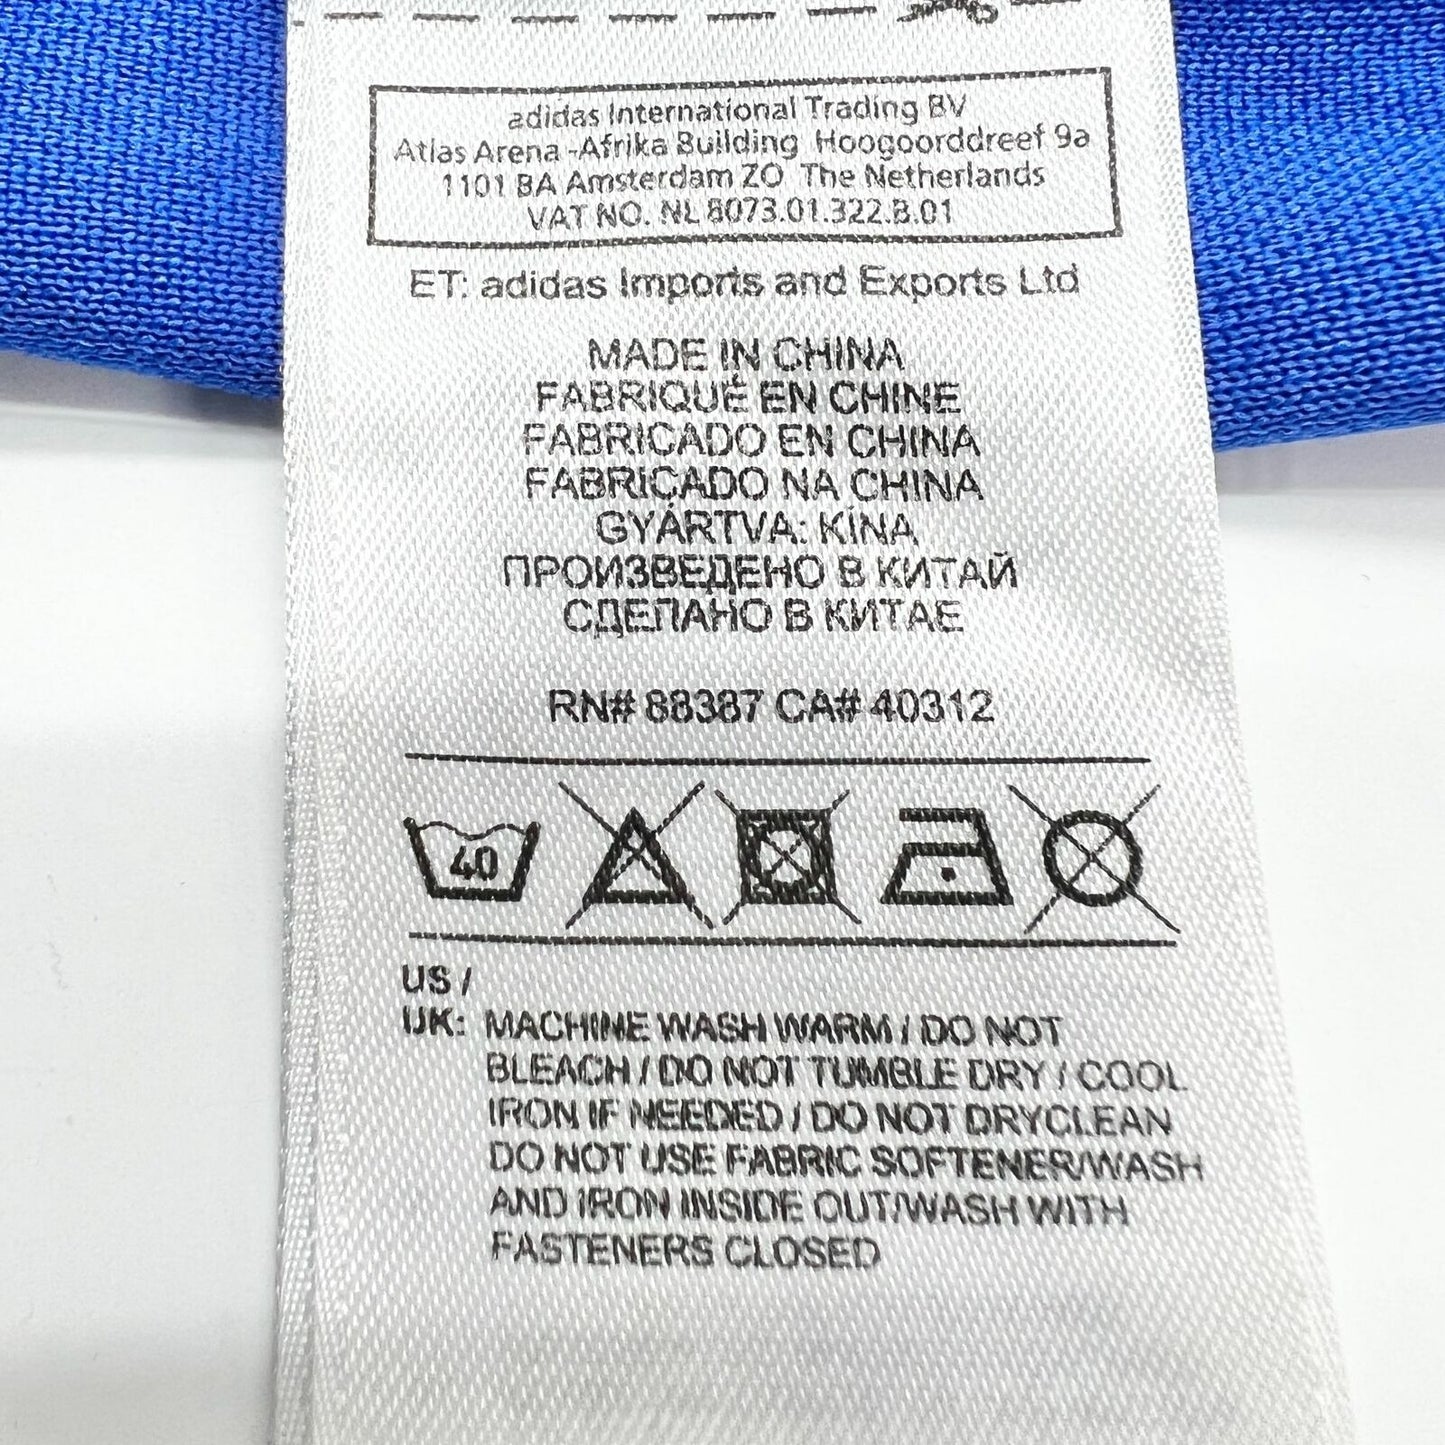 adidas International Trading BV
Atlas Arena -Afrika Building Hoogoorddreef 9a
1101 BA Amsterdam ZO The Netherlands
VAT NO. NL 8073.01.322.B.01
ET: adidas Imports and Exports Ltd
MADE IN CHINA
FABRIQUÉ EN CHINE
FABRICADO EN CHINA
FABRICADO NA CHINA
GYÁRTVA: KÍNA
ПРОИЗВЕДЕНО В КИТАЙ
СДЕЛАНО В КИТАЕ
RN# 88387 CA# 40312
40
US /
UK: MACHINE WASH WARM / DO NOT
BLEACH / DO NOT TUMBLE DRY / COOL
IRON IF NEEDED / DO NOT DRYCLEAN
DO NOT USE FABRIC SOFTENER/WASH
AND IRON INSIDE OUT/WASH WITH
FASTENERS CLOSED